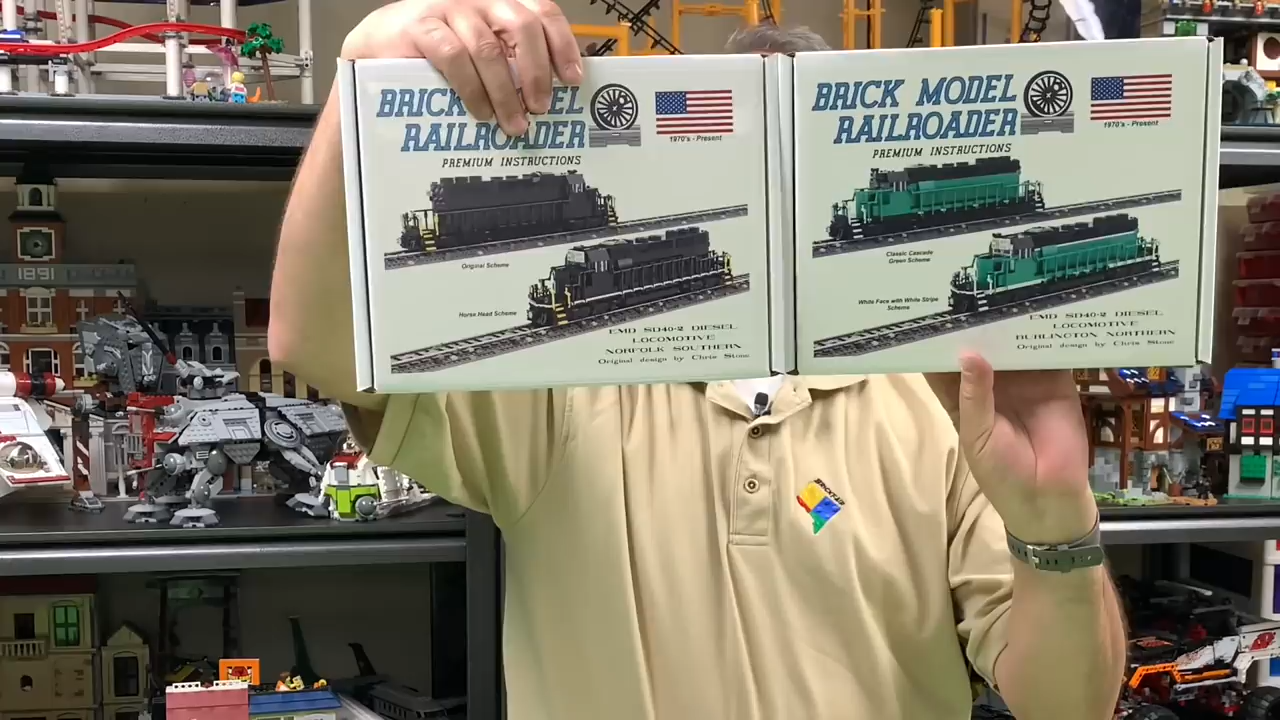 BRICK MODEL
RAILROADER
PREMIUM INSTRUCTIONS
1970's - Present
Original Scheme
Horse Head Scheme
EMD SD40-2 DIESEL
LOCOMOTIVE
NORFOLK SOUTHERN
Original design by Chris Stone
BRICK MODEL
RAILROADER
PREMIUM INSTRUCTIONS
1970's - Present
Classic Cascade
Green Scheme
White Face with White Stripe
Scheme
EMD SD40-2 DIESEL
LOCOMOTIVE
BURLINGTON NORTHERN
Original design by Chris Stone
1891